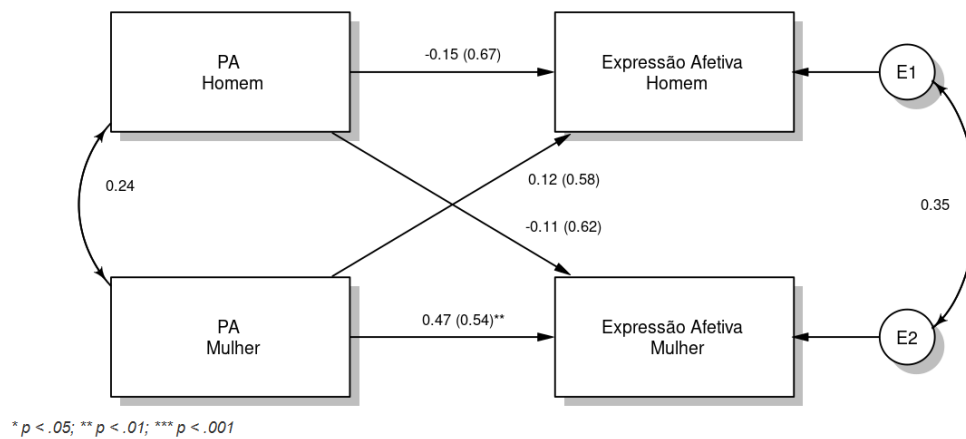 PA
Homem
-0.15 (0.67)
Expressão Afetiva
Homem
E1
0.24
0.12 (0.58)
-0.11 (0.62)
0.35
PA
Mulher
0.47 (0.54)**
Expressão Afetiva
Mulher
E2
* p < .05; ** p < .01; *** p < .001